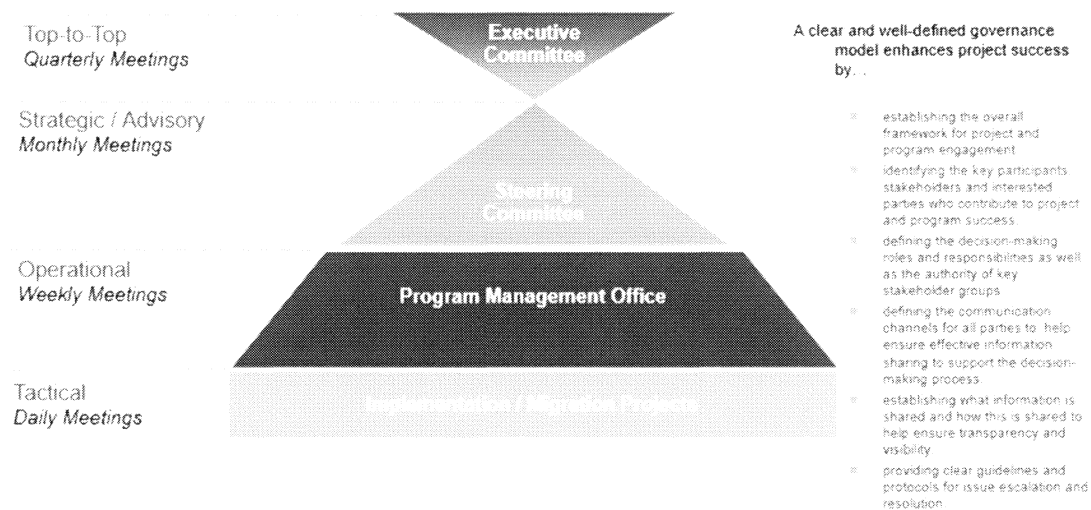 Top-to-Top
Quarterly Meetings
Executive
Committee
Strategic / Advisory
Monthly Meetings
Steering
Committee
Operational
Weekly Meetings
Program Management Office
Tactical
Daily Meetings
A clear and well-defined governance
model enhances project success
by. .
establishing the overall
framework for project and
program engagement
identifying the key participants
stakeholders and interested
parties who contribute to project
and program success.
defining the decision-making
roles and responsibilities as well
as the authority of key
stakeholder groups
defining the communication
channels for all parties to help
ensure effective information
sharing to support the decision-
making process.
establishing what information is
shared and how this is shared to
help ensure transparency and
visibility
providing clear guidelines and
protocols for issue escalation and
resolution